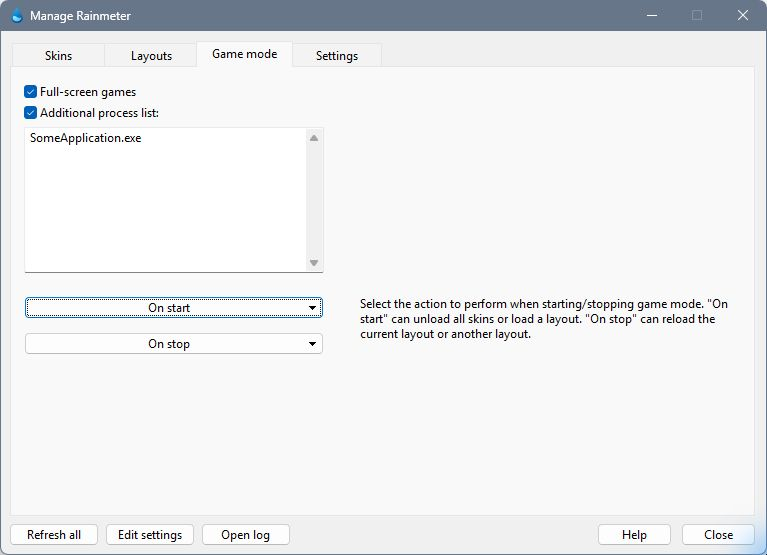 Manage Rainmeter
Skins Layouts Game mode Settings
Full-screen games
Additional process list:
SomeApplication.exe
On start
Select the action to perform when starting/stopping game mode. "On
start" can unload all skins or load a layout. "On stop" can reload the
current layout or another layout.
On stop
Refresh all Edit settings Open log Help Close